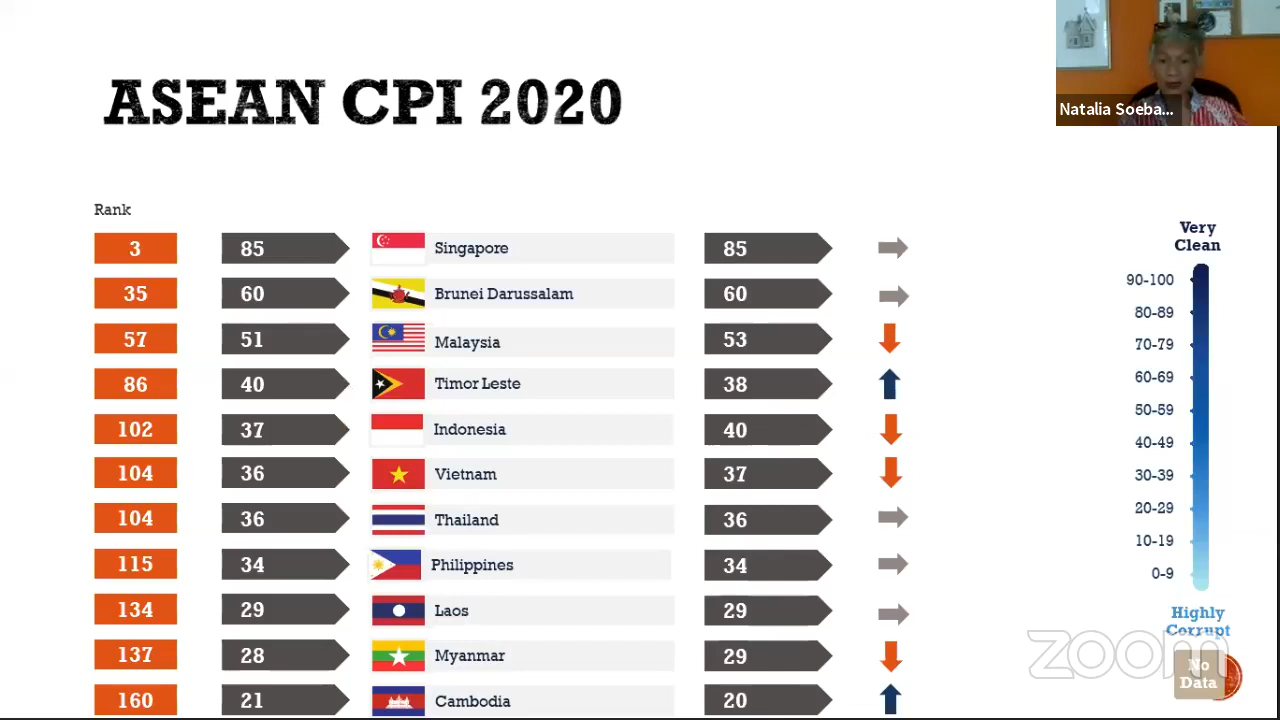 ASEAN CPI 2020
Natalia Soeba...
Rank
3 85 Singapore 85
35 60 Brunei Darussalam 60
57 51 Malaysia 53
86 40 Timor Leste 38
102 37 Indonesia 40
104 36 Vietnam 37
104 36 Thailand 36
115 34 Philippines 34
134 29 Laos 29
137 28 Myanmar 29
160 21 Cambodia 20
Very
Clean
90-100
80-89
70-79
60-69
50-59
40-49
30-39
20-29
10-19
0-9
Highly
Corrupt
zoom
No
Data